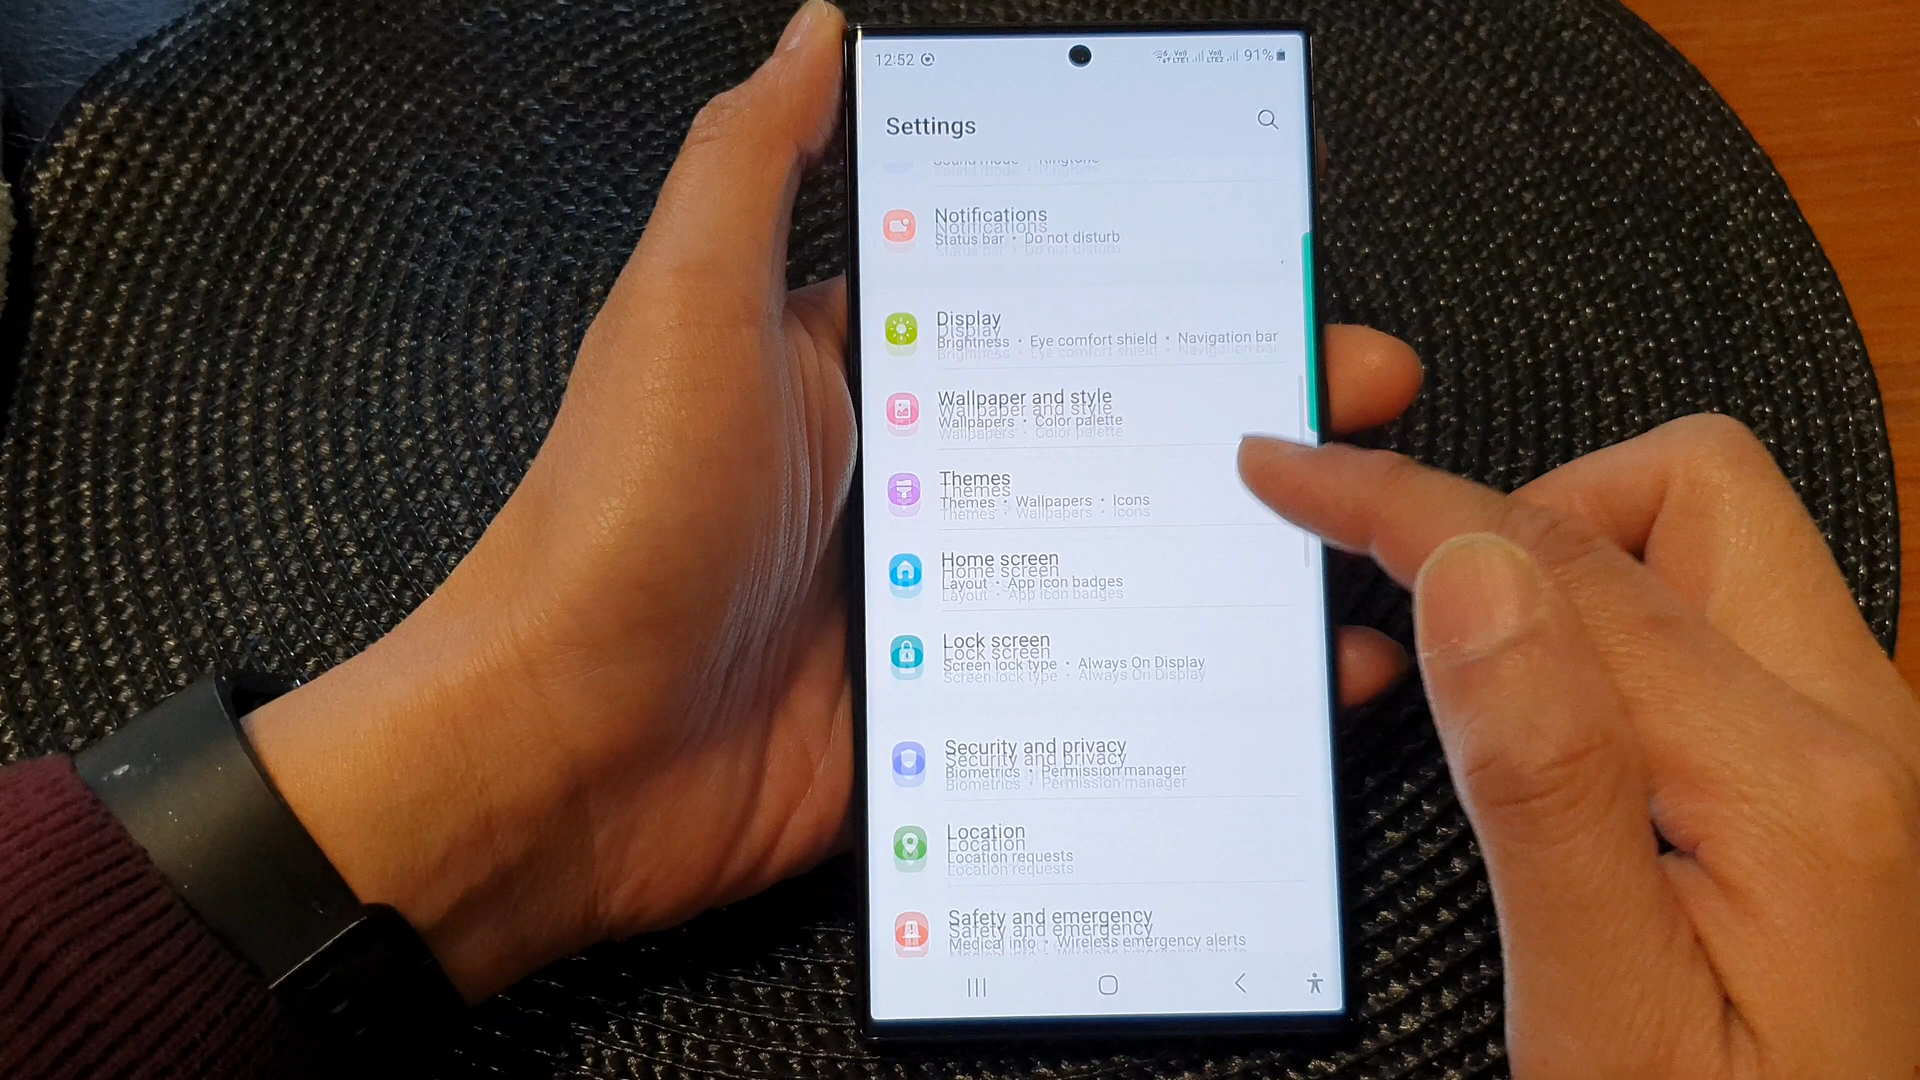 12:52
91%
Settings
Sound mode • Ringtone
Notifications
Status bar • Do not disturb
Display
Brightness • Eye comfort shield • Navigation bar
Wallpaper and style
Wallpapers • Color palette
Themes
Themes • Wallpapers • Icons
Home screen
Layout • App icon badges
Lock screen
Screen lock type • Always On Display
Security and privacy
Biometrics • Permission manager
Location
Location requests
Safety and emergency
Medical info • Wireless emergency alerts